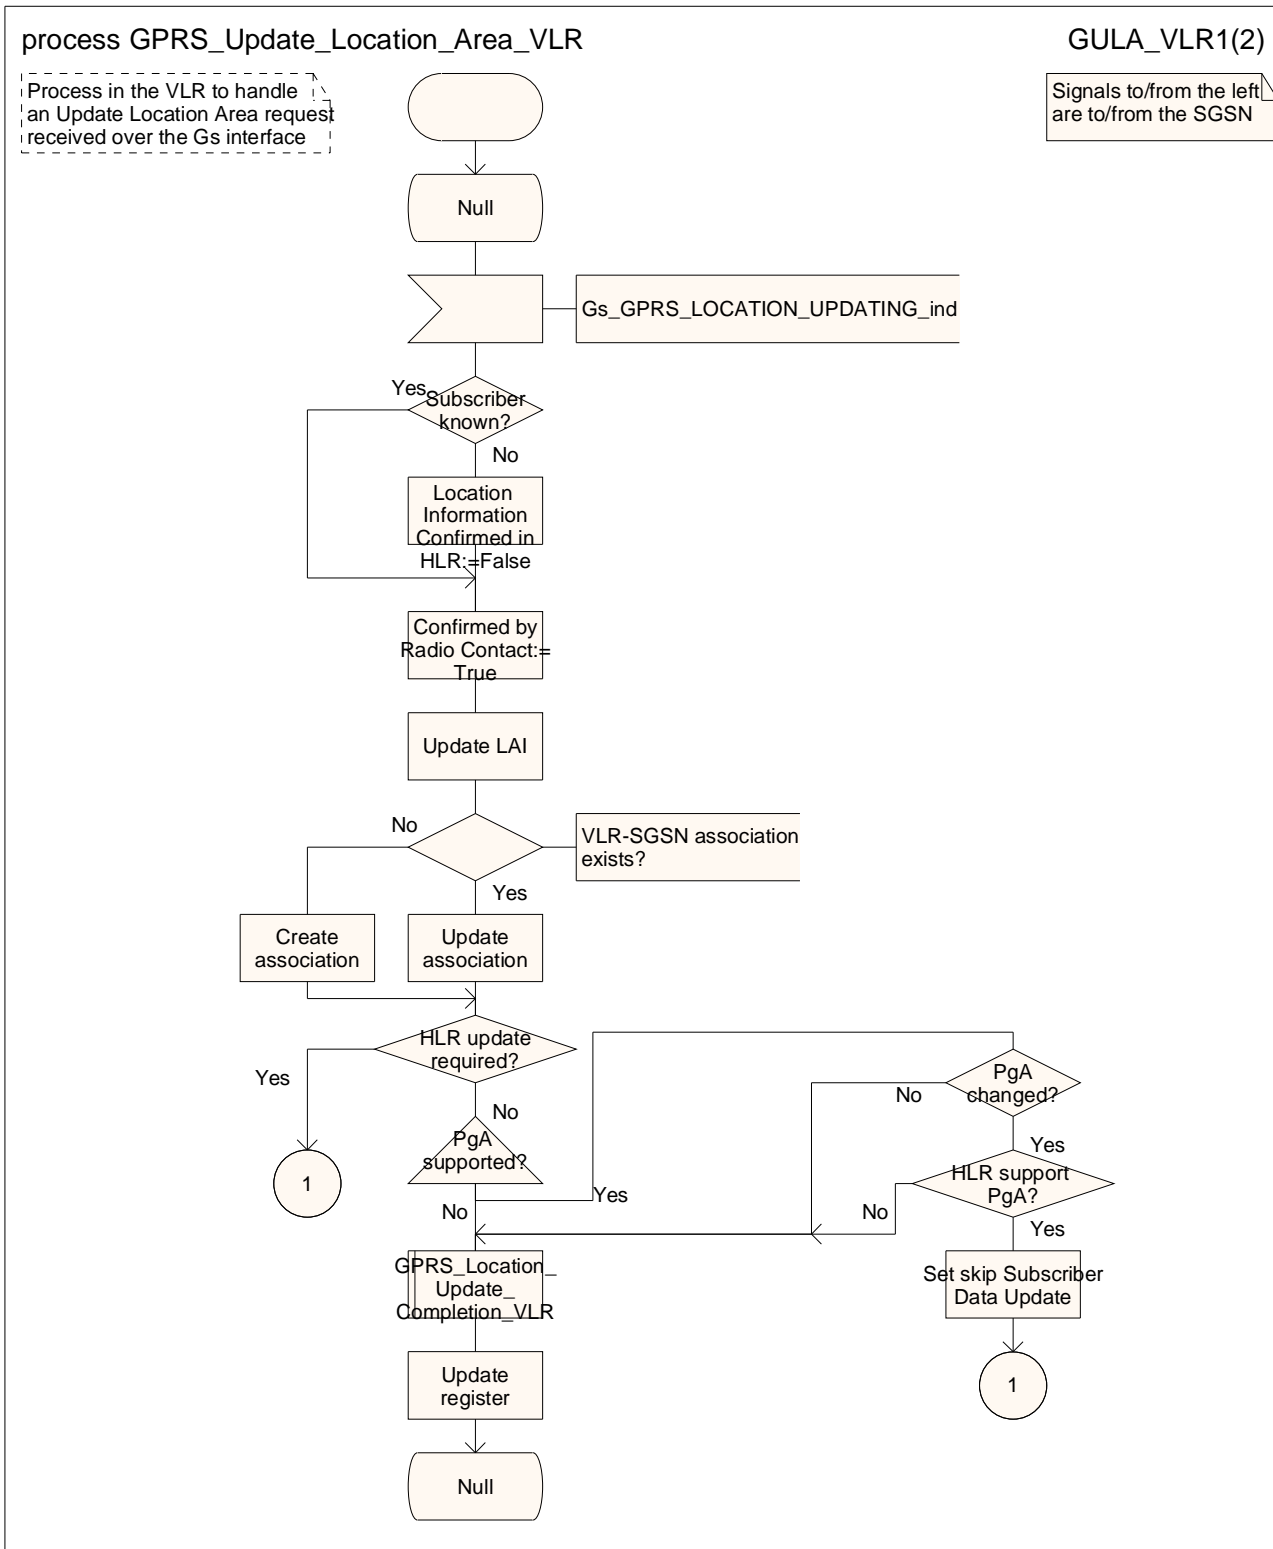 process GPRS_Update_Location_Area_VLR
GULA_VLR1(2)
Process in the VLR to handle
an Update Location Area request
received over the Gs interface
Signals to/from the left
are to/from the SGSN
Null
Gs_GPRS_LOCATION_UPDATING_ind
Yes
Subscriber
known?
No
Location
Information
Confirmed in
HLR:=False
Confirmed by
Radio Contact:=
True
Update LAI
No
VLR-SGSN association
exists?
Yes
Create
association
Update
association
HLR update
required?
Yes
No
PgA
changed?
No
Yes
PgA
supported?
1
Yes
No
HLR support
PgA?
No
Yes
GPRS_Location_
Update_
Completion_VLR
Set skip Subscriber
Data Update
Update
register
1
Null